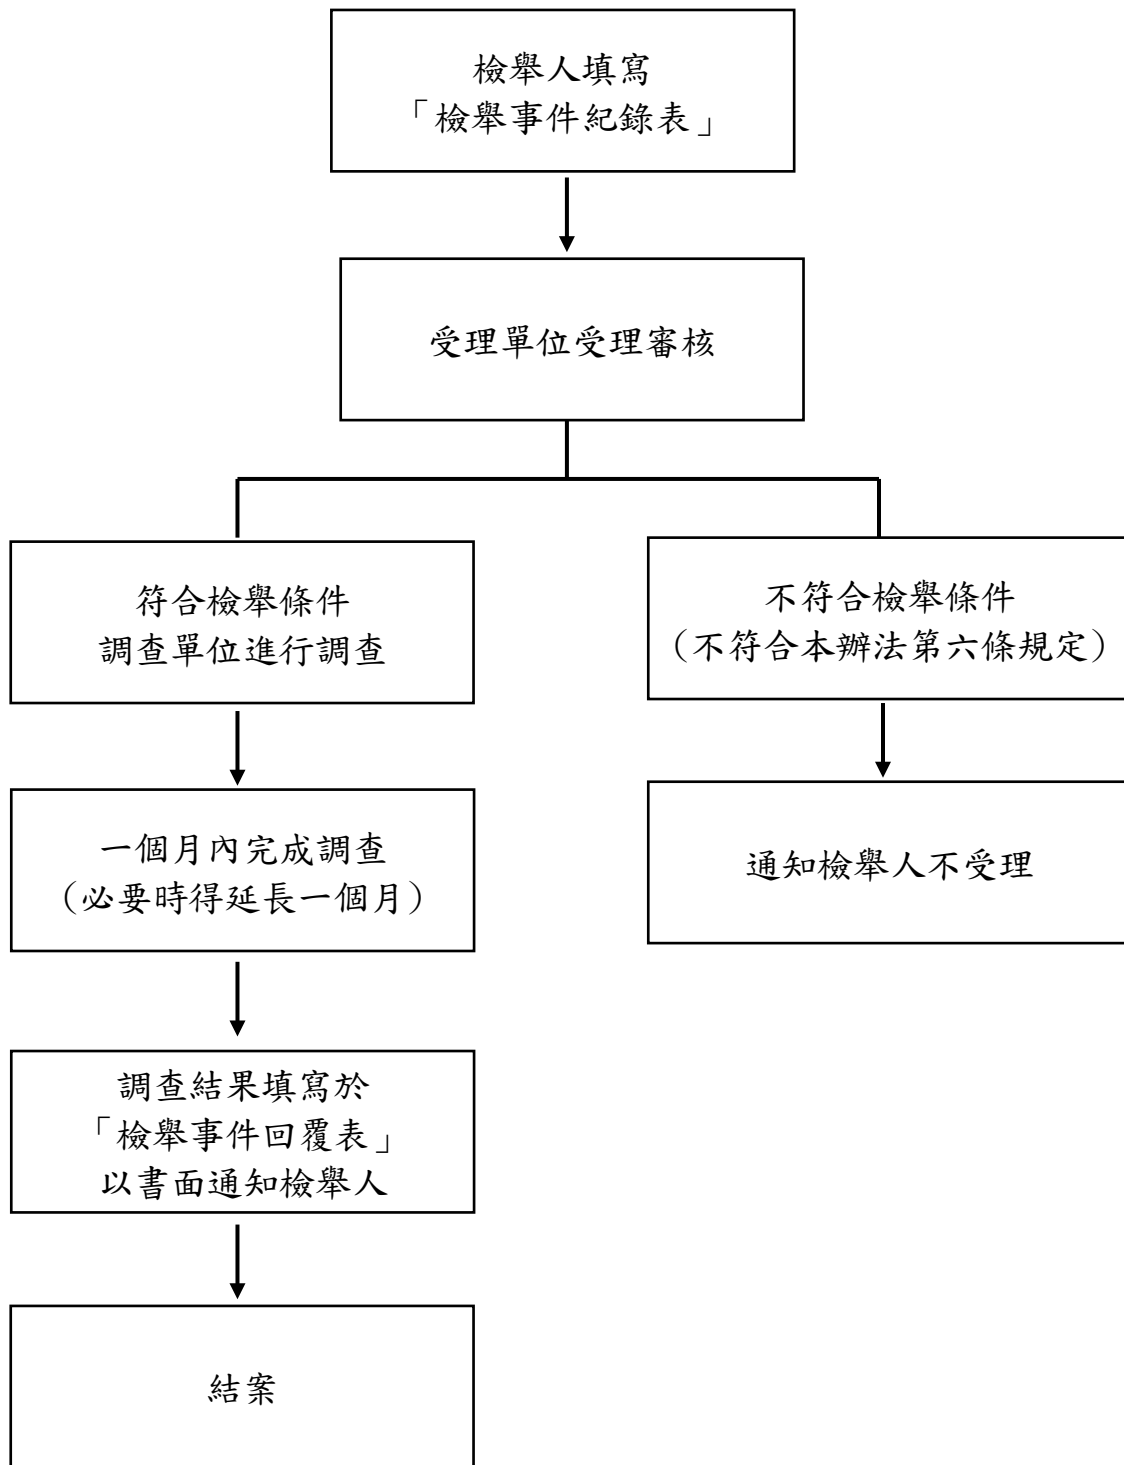 檢舉人填寫
「檢舉事件紀錄表」
受理單位受理審核
符合檢舉條件
調查單位進行調查
不符合檢舉條件
（不符合本辦法第六條規定）
一個月內完成調查
（必要時得延長一個月）
通知檢舉人不受理
調查結果填寫於
「檢舉事件回覆表」
以書面通知檢舉人
結案